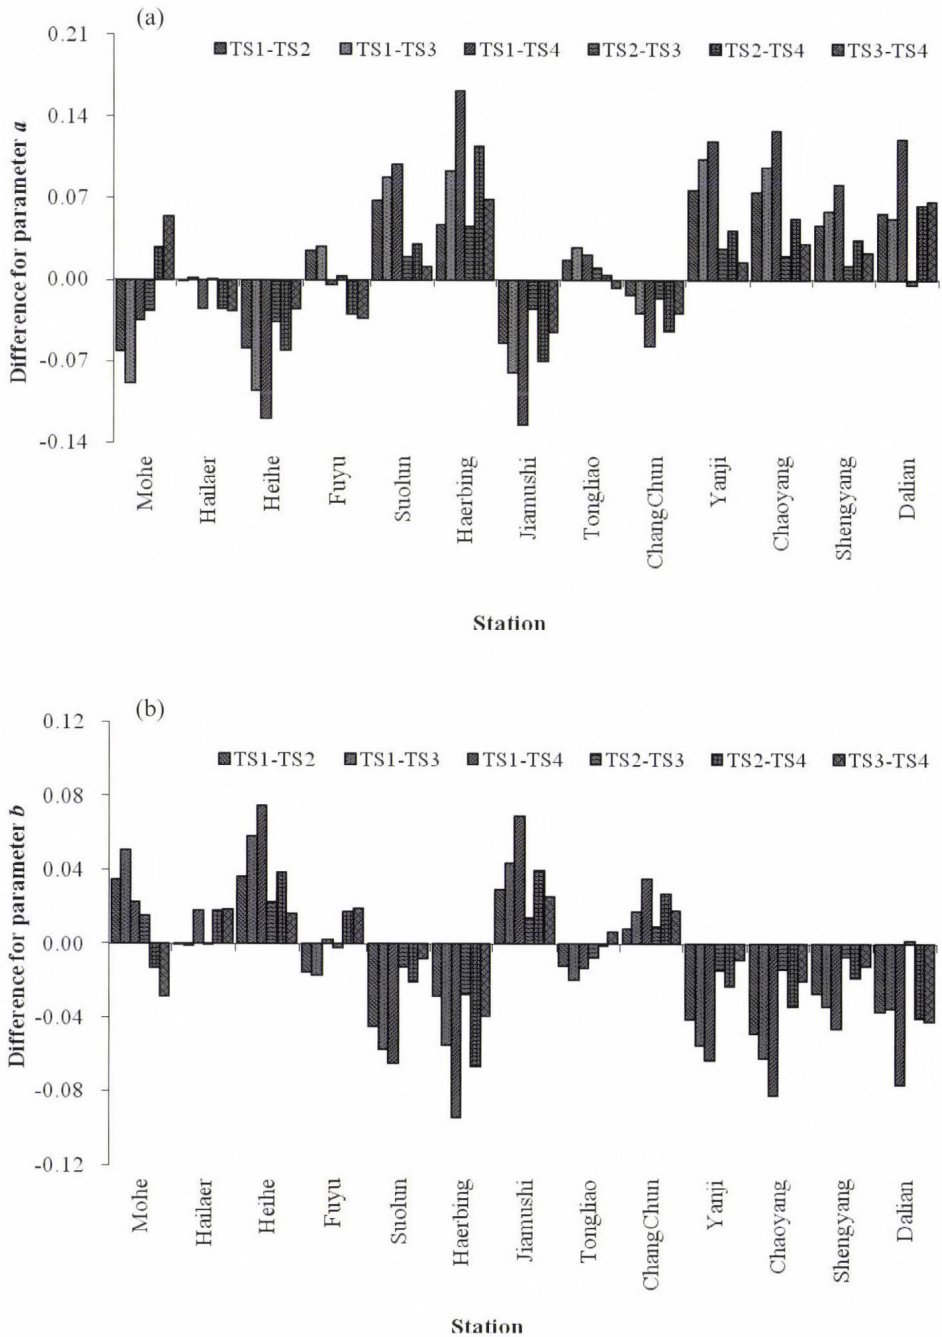 (a)
0.21
TS1-TS2 TS1-TS3 TS1-TS4 TS2-TS3 TS2-TS4 TS3-TS4
0.14
0.07
0.00
-0.07
-0.14
Difference for parameter a
Mohe
Hailaer
Heihe
Fuyu
Suolun
Haerbing
Jiamushi
Tongliao
ChangChun
Yanji
Chaoyang
Shengyang
Dalian
Station
(b)
0.12
TS1-TS2 TS1-TS3 TS1-TS4 TS2-TS3 TS2-TS4 TS3-TS4
0.08
0.04
0.00
-0.04
-0.08
-0.12
Difference for parameter b
Mohe
Hailaer
Heihe
Fuyu
Suolun
Haerbing
Jiamushi
Tongliao
ChangChun
Yanji
Chaoyang
Shengyang
Dalian
Station